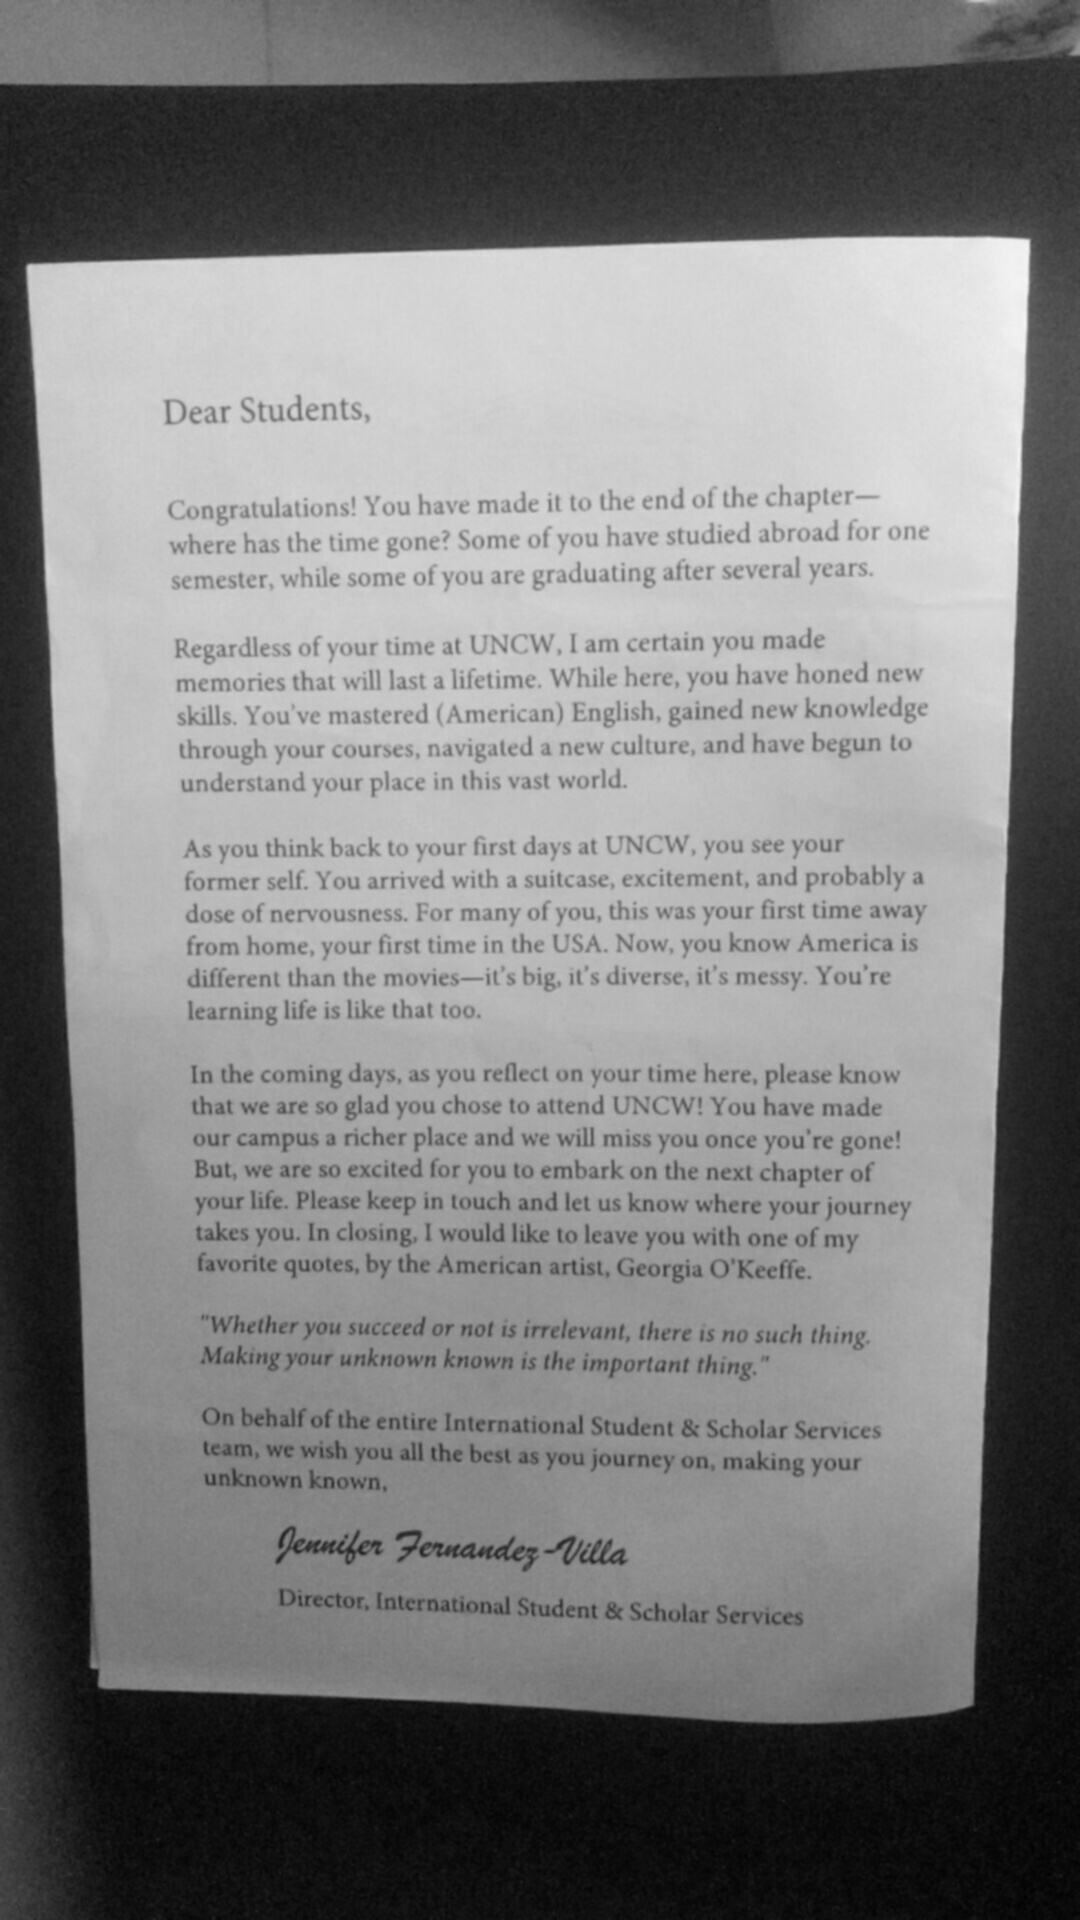 Dear Students,
Congratulations! You have made it to the end of the chapter—
where has the time gone? Some of you have studied abroad for one
semester, while some of you are graduating after several years.
Regardless of your time at UNCW, I am certain you made
memories that will last a lifetime. While here, you have honed new
skills. You've mastered (American) English, gained new knowledge
through your courses, navigated a new culture, and have begun to
understand your place in this vast world.
As you think back to your first days at UNCW, you see your
former self. You arrived with a suitcase, excitement, and probably a
dose of nervousness. For many of you, this was your first time away
from home, your first time in the USA. Now, you know America is
different than the movies—it's big, it's diverse, it's messy. You're
learning life is like that too.
In the coming days, as you reflect on your time here, please know
that we are so glad you chose to attend UNCW! You have made
our campus a richer place and we will miss you once you're gone!
But, we are so excited for you to embark on the next chapter of
your life. Please keep in touch and let us know where your journey
takes you. In closing, I would like to leave you with one of my
favorite quotes, by the American artist, Georgia O'Keeffe.
"Whether you succeed or not is irrelevant, there is no such thing.
Making your unknown known is the important thing."
On behalf of the entire International Student & Scholar Services
team, we wish you all the best as you journey on, making your
unknown known,
Jennifer Fernandez-Villa
Director, International Student & Scholar Services